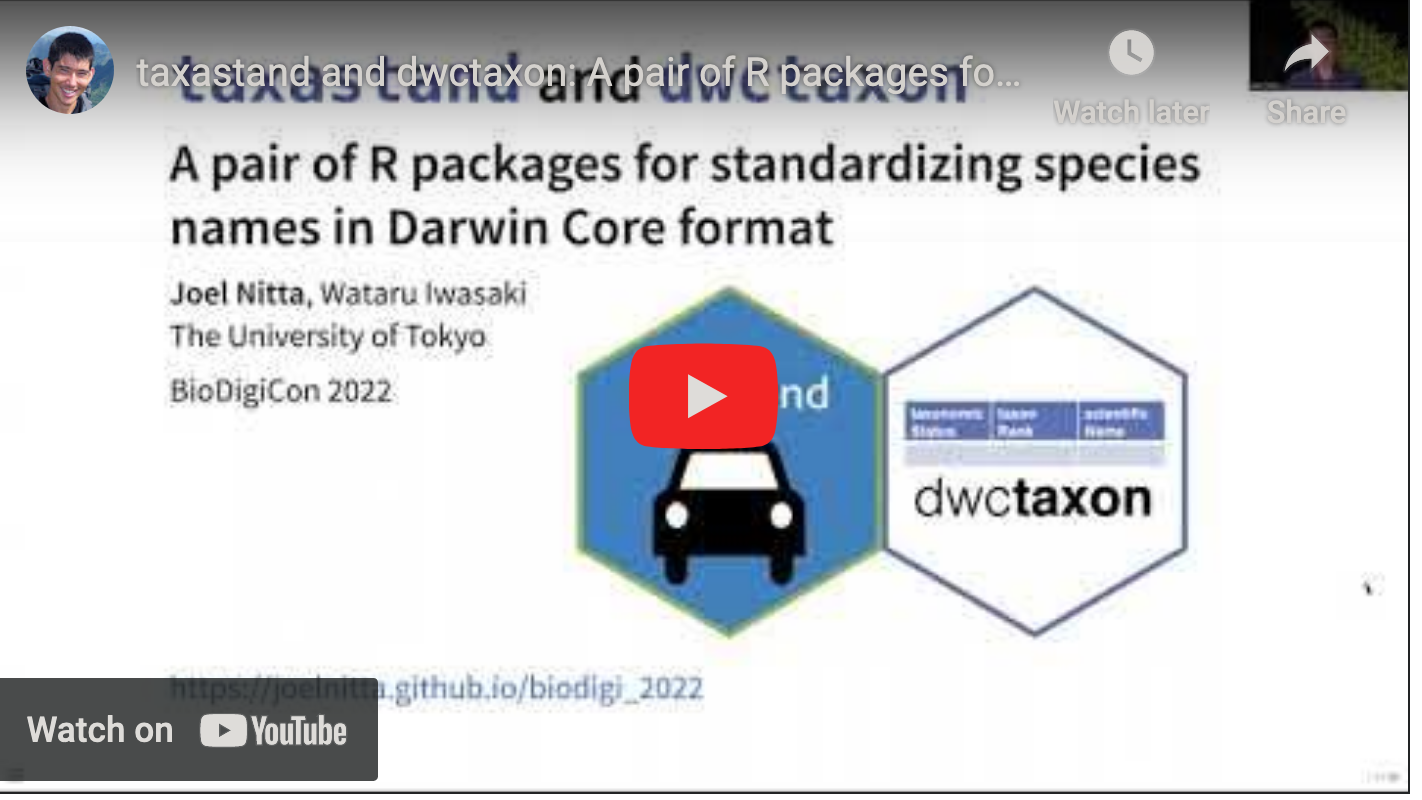 taxastand and dwctaxon: A pair of R packages fo...
Watch later
Share
taxastand and dwctaxon
A pair of R packages for standardizing species
names in Darwin Core format
Joel Nitta, Wataru Iwasaki
The University of Tokyo
BioDigiCon 2022
nd
taxonomic taxon scientific
Status Rank Name
dwctaxon
https://joelnitta.github.io/biodigi_2022
Watch on YouTube